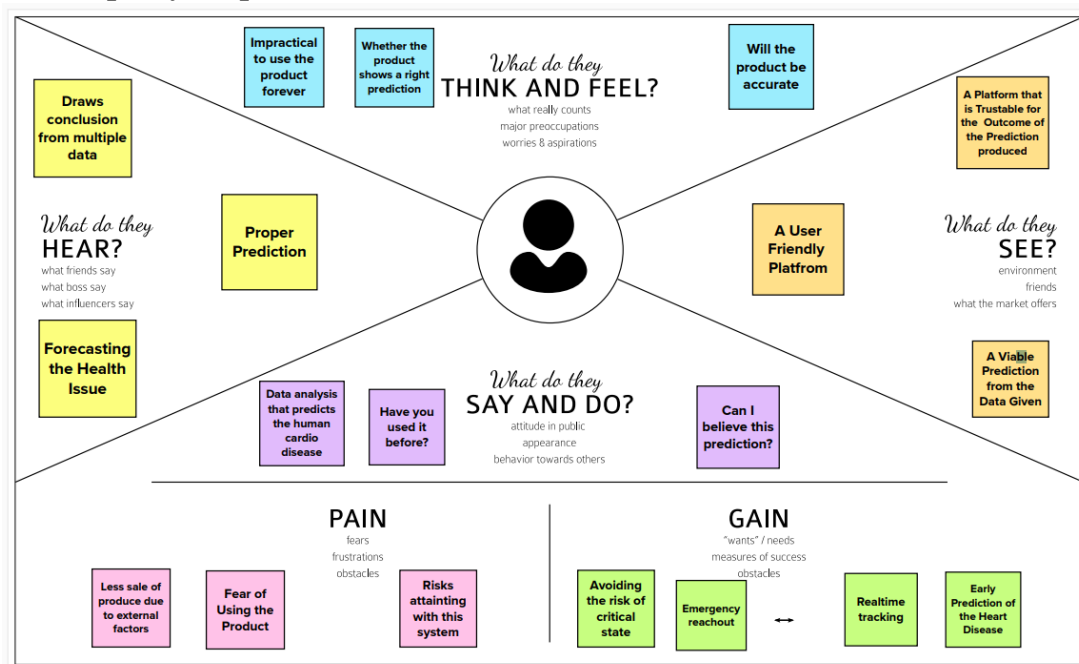 Impractical
to use the
product
forever
Whether the
product
shows a right
prediction
What do they
THINK AND FEEL?
what really counts
major preoccupations
worries & aspirations
Will the
product be
accurate
Draws
conclusion
from multiple
data
A Platform that
is Trustable for
the Outcome of
the Prediction
produced
What do they
HEAR?
what friends say
what boss say
what influencers say
Proper
Prediction
A User
Friendly
Platfrom
What do they
SEE?
environment
friends
what the market offers
Forecasting
the Health
Issue
A Viable
Prediction
from the
Data Given
Data analysis
that predicts
the human
cardio
disease
Have you
used it
before?
What do they
SAY AND DO?
attitude in public
appearance
behavior towards others
Can I
believe this
prediction?
PAIN
fears
frustrations
obstacles
Less sale of
produce due
to external
factors
Fear of
Using the
Product
Risks
attainting
with this
system
GAIN
"wants" / needs
measures of success
obstacles
Avoiding
the risk of
critical
state
Emergency
reachout
Realtime
tracking
Early
Prediction of
the Heart
Disease